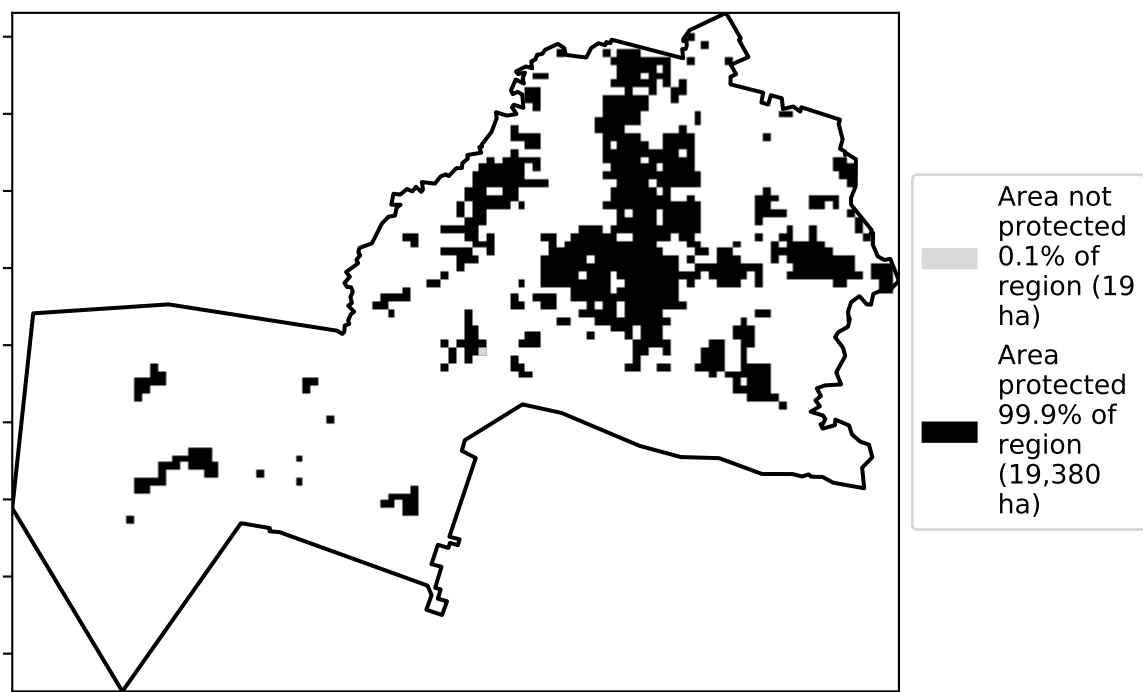 Area not
protected
0.1% of
region (19
ha)
Area
protected
99.9% of
region
(19,380
ha)